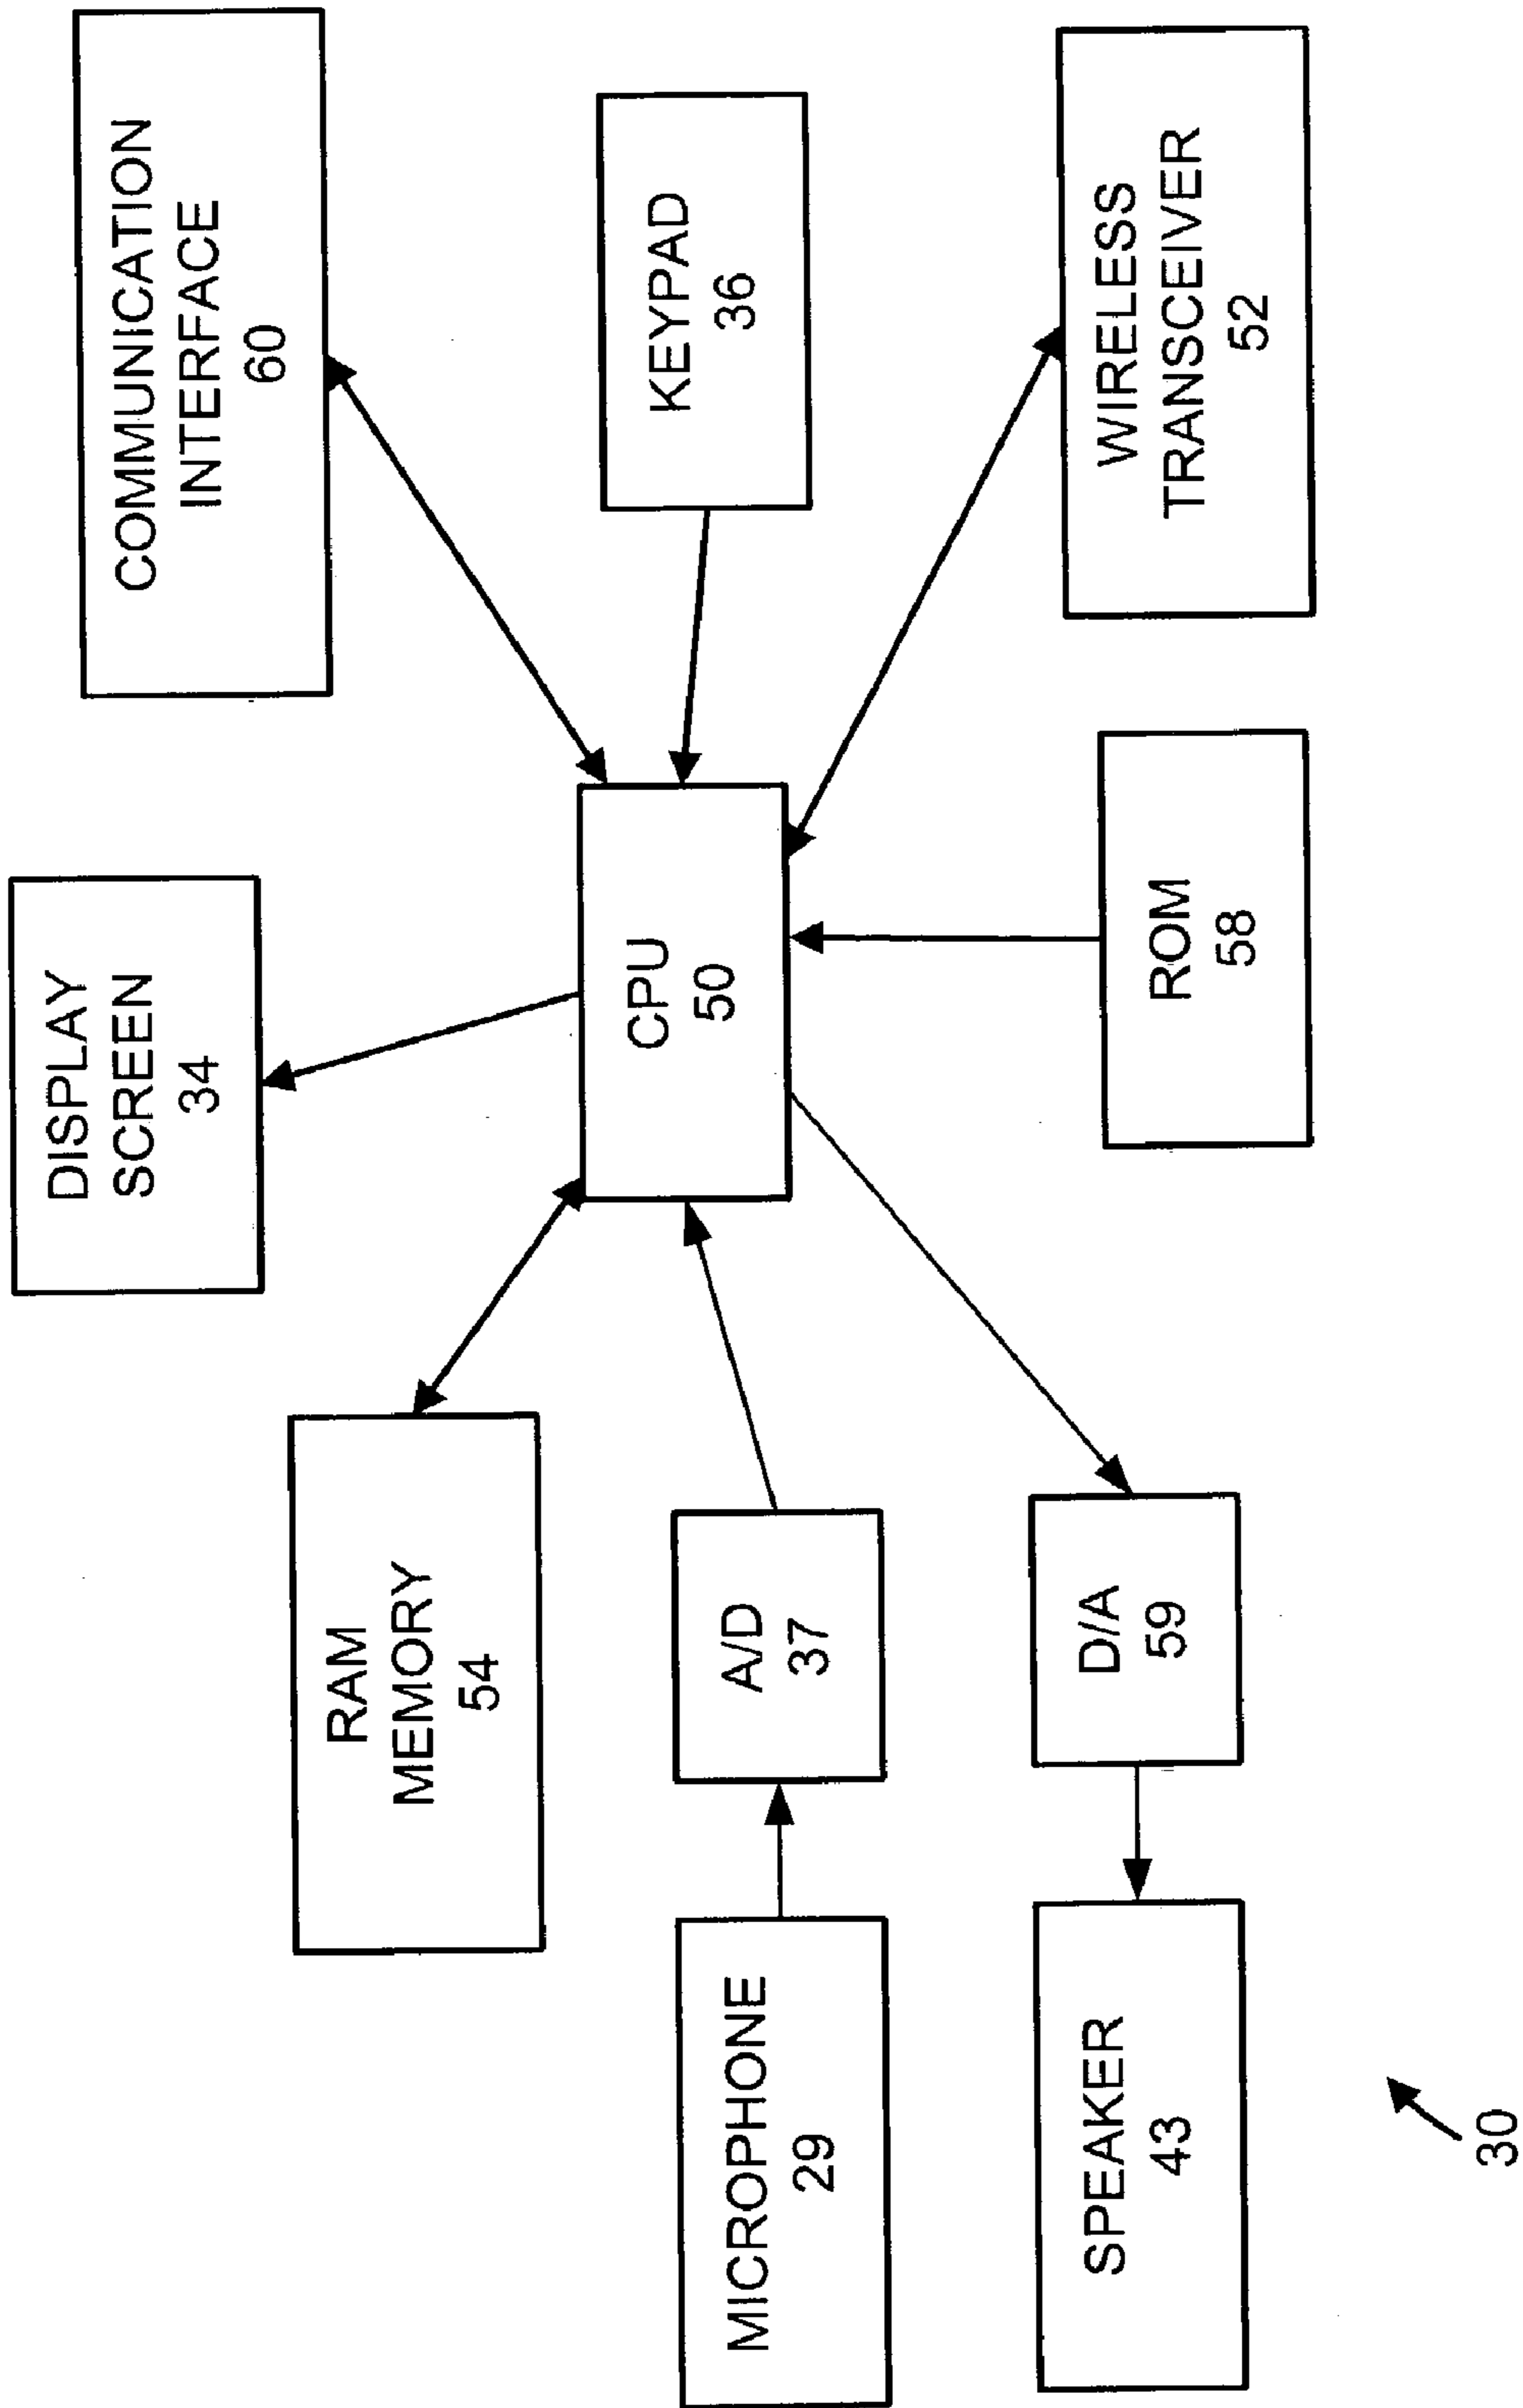 DISPLAY
SCREEN
34
COMMUNICATION
INTERFACE
60
RAM
MEMORY
54
CPU
50
KEYPAD
36
MICROPHONE
29
A/D
37
SPEAKER
43
D/A
59
ROM
58
WIRELESS
TRANSCEIVER
52
30